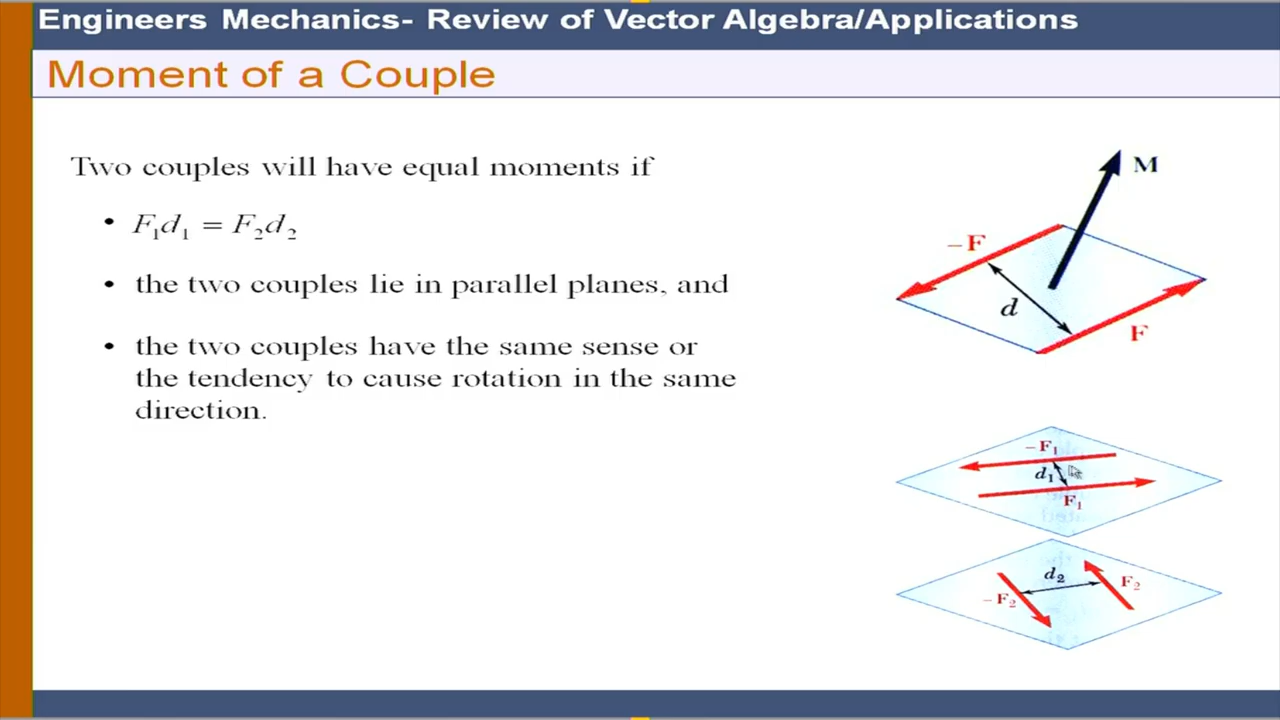 Engineers Mechanics- Review of Vector Algebra/Applications
Moment of a Couple
Two couples will have equal moments if
• F₁d₁ = F₂d₂
• the two couples lie in parallel planes, and
• the two couples have the same sense or
the tendency to cause rotation in the same
direction.
M
−F
d
F
−F₁
d₁
F₁
d₂
F₂
−F₂